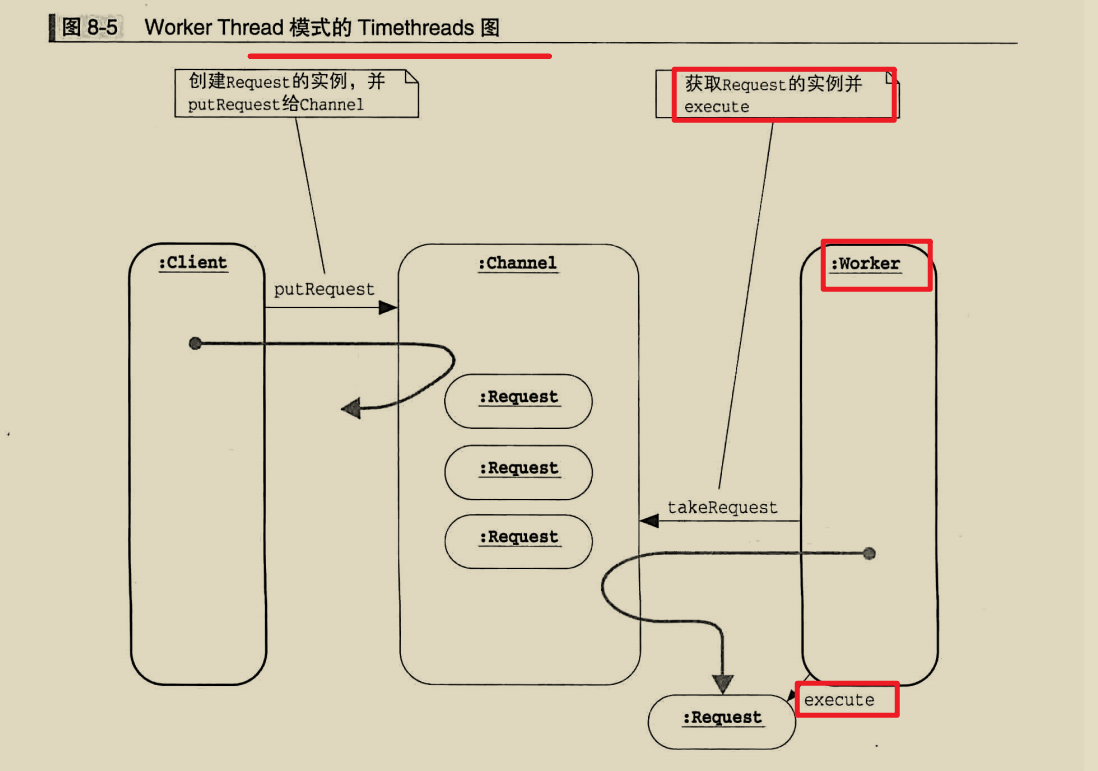 图 8-5 Worker Thread 模式的 Timethreads 图
创建Request的实例，并
putRequest给Channel
获取Request的实例并
execute
:Client
:Channel
:Worker
putRequest
:Request
:Request
:Request
takeRequest
execute
:Request